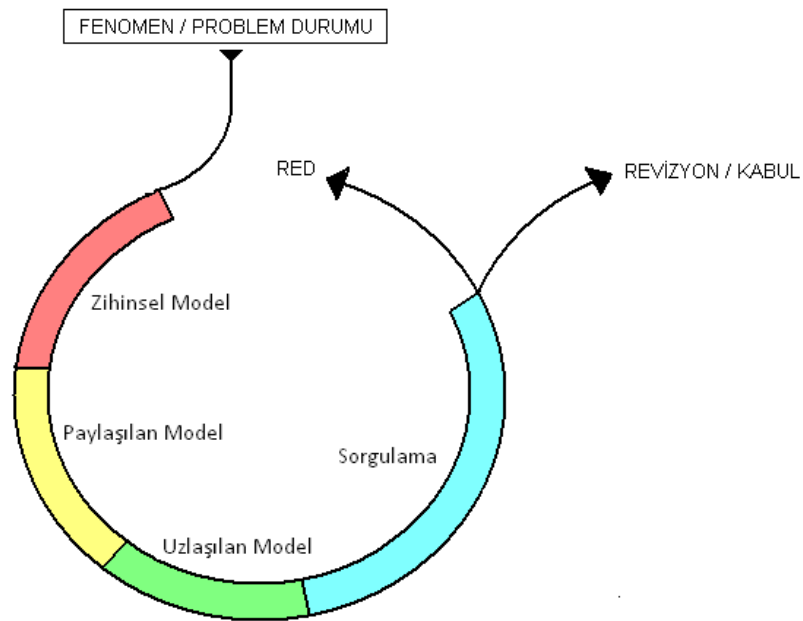 FENOMEN / PROBLEM DURUMU
RED
REVİZYON / KABUL
Zihinsel Model
Paylaşılan Model
Sorgulama
Uzlaşılan Model